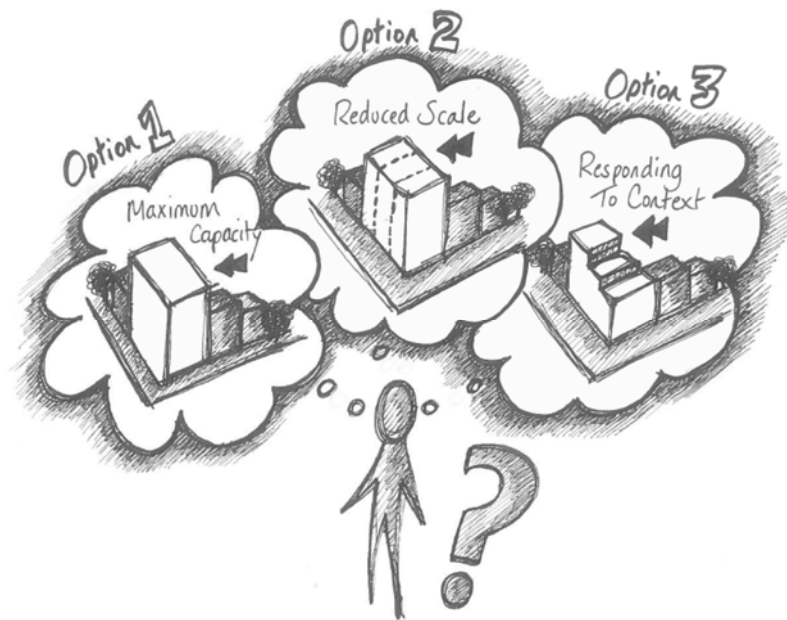 Option 1
Maximum
Capacity
Option 2
Reduced Scale
Option 3
Responding
To Context
?